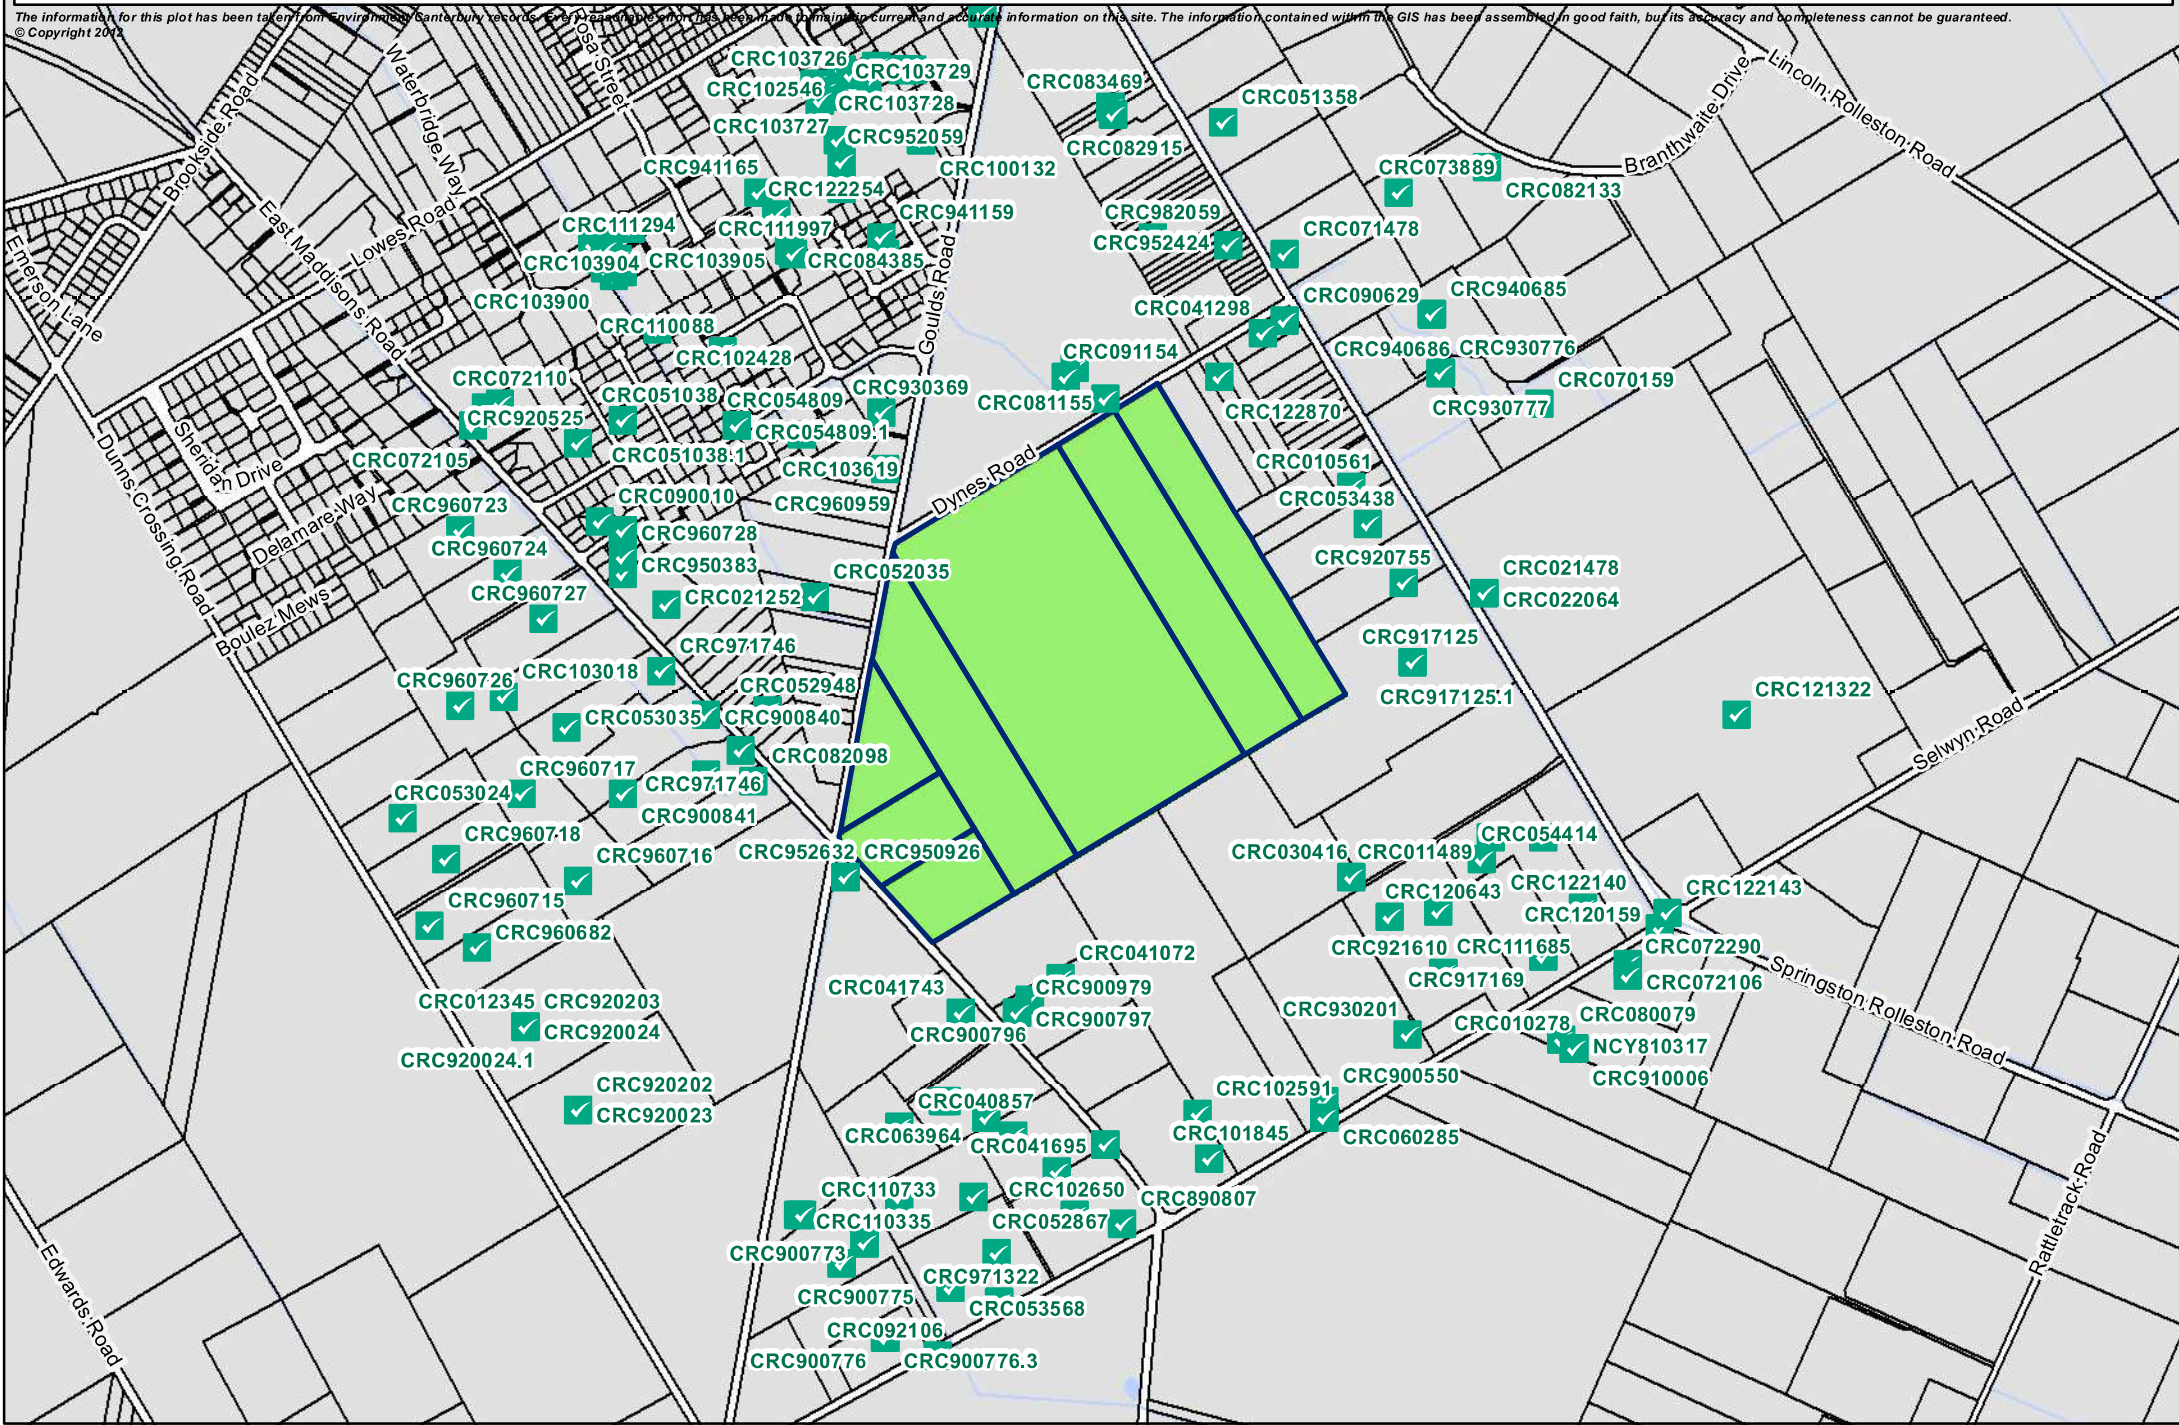 The information for this plot has been taken from Environment Canterbury records. Every reasonable effort has been made to maintain current and accurate information on this site. The information contained within the GIS has been assembled in good faith, but its accuracy and completeness cannot be guaranteed.
© Copyright 2012
Lincoln Rolleston Road
Branthwaite Drive
Rosa Street
Waterbridge Way
Brookside Road
CRC103726
CRC103729
CRC102546
CRC103728
CRC083469
CRC051358
CRC103727
CRC952059
CRC082915
CRC941165
CRC100132
CRC073889
CRC122254
CRC082133
CRC111294
CRC111997
CRC941159
CRC982059
CRC071478
CRC952424
East Maddisons Road
Lowes Road
Emerson Lane
CRC103904
CRC103905
CRC084385
Goulds Road
CRC103900
CRC041298
CRC090629
CRC940685
CRC110088
CRC102428
CRC091154
CRC940686
CRC930776
CRC072110
CRC051038
CRC054809
CRC930369
CRC081155
CRC070159
CRC920525
CRC122870
CRC930777
CRC054809.1
CRC072105
CRC051038.1
CRC103619
CRC010561
Sheridan Drive
Dunns Crossing Road
Delamare Way
Dynes Road
CRC960723
CRC090010
CRC960959
CRC053438
CRC960728
CRC960724
CRC950383
CRC052035
CRC920755
CRC021478
CRC960727
CRC021252
CRC022064
Boulez Mews
CRC971746
CRC917125
CRC960726
CRC103018
CRC052948
CRC917125.1
CRC121322
CRC053035
CRC900840
Selwyn Road
CRC082098
CRC960717
CRC053024
CRC971746
CRC900841
CRC960718
CRC054414
CRC960716
CRC952632
CRC950926
CRC030416
CRC011489
CRC960715
CRC120643
CRC122140
CRC122143
CRC960682
CRC120159
CRC921610
CRC111685
CRC072290
CRC041072
CRC917169
CRC072106
Springston Rolleston Road
CRC041743
CRC900979
CRC012345
CRC920203
CRC930201
CRC080079
CRC920024
CRC900797
CRC010278
CRC900796
NCY810317
CRC920024.1
CRC910006
CRC920202
CRC102591
CRC900550
CRC920023
CRC040857
CRC063964
CRC101845
CRC060285
CRC041695
CRC110733
CRC102650
CRC890807
CRC110335
CRC052867
CRC900773
CRC971322
CRC900775
CRC053568
Rattletrack Road
Edwards Road
CRC092106
CRC900776
CRC900776.3